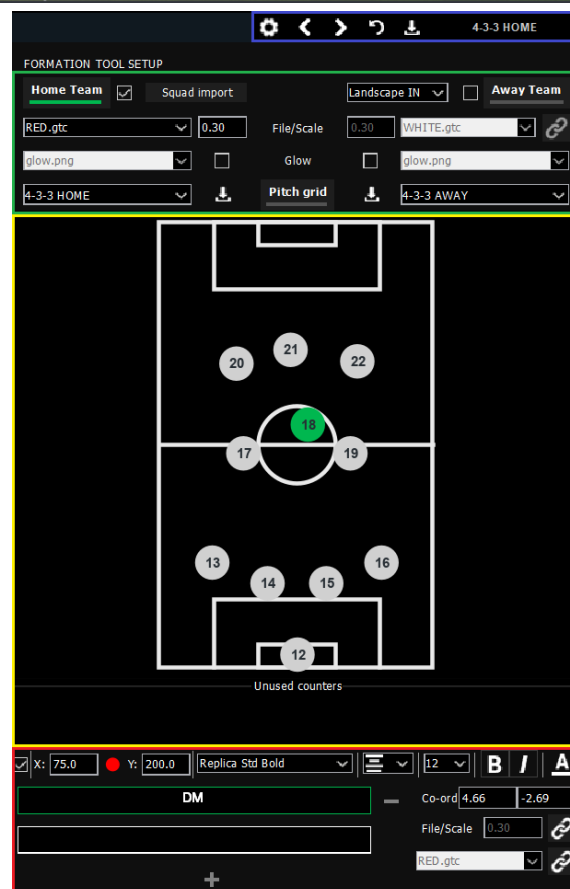 4-3-3 HOME
FORMATION TOOL SETUP
Home Team Squad import Landscape IN Away Team
RED.gtc 0.30 File/Scale 0.30 WHITE.gtc
glow.png Glow glow.png
4-3-3 HOME Pitch grid 4-3-3 AWAY
21
20 22
18
17 19
13 16
14 15
12
Unused counters
X: 75.0 Y: 200.0 Replica Std Bold 12 B I A
DM Co-ord 4.66 -2.69
File/Scale 0.30
RED.gtc